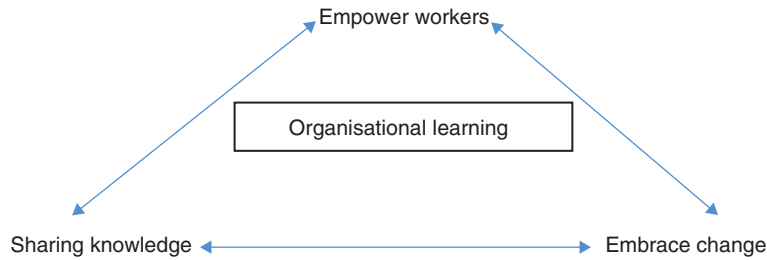 Empower workers
Organisational learning
Sharing knowledge
Embrace change